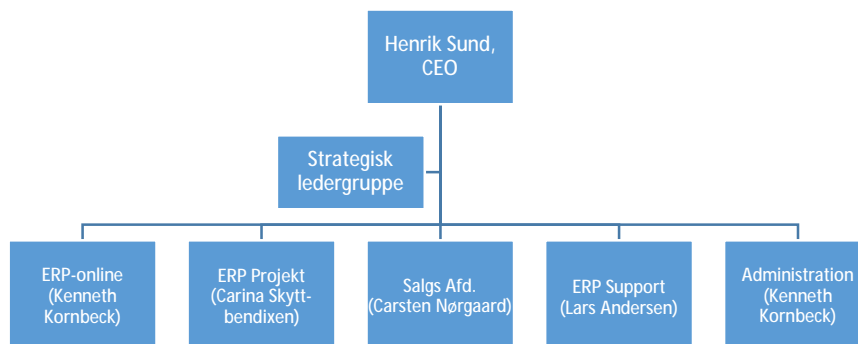 Henrik Sund,
CEO
Strategisk
ledergruppe
ERP-online
(Kenneth
Kornbeck)
ERP Projekt
(Carina Skytt-
bendixen)
Salgs Afd.
(Carsten Nørgaard)
ERP Support
(Lars Andersen)
Administration
(Kenneth
Kornbeck)